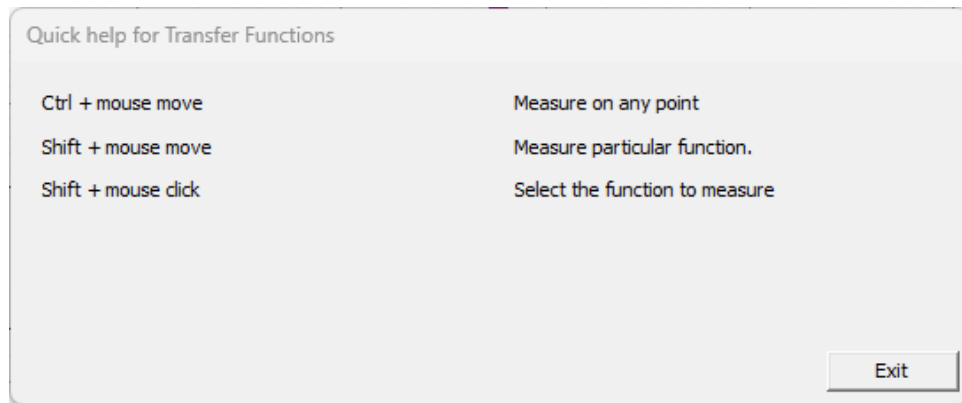 Quick help for Transfer Functions
Ctrl + mouse move Measure on any point
Shift + mouse move Measure particular function.
Shift + mouse click Select the function to measure
Exit